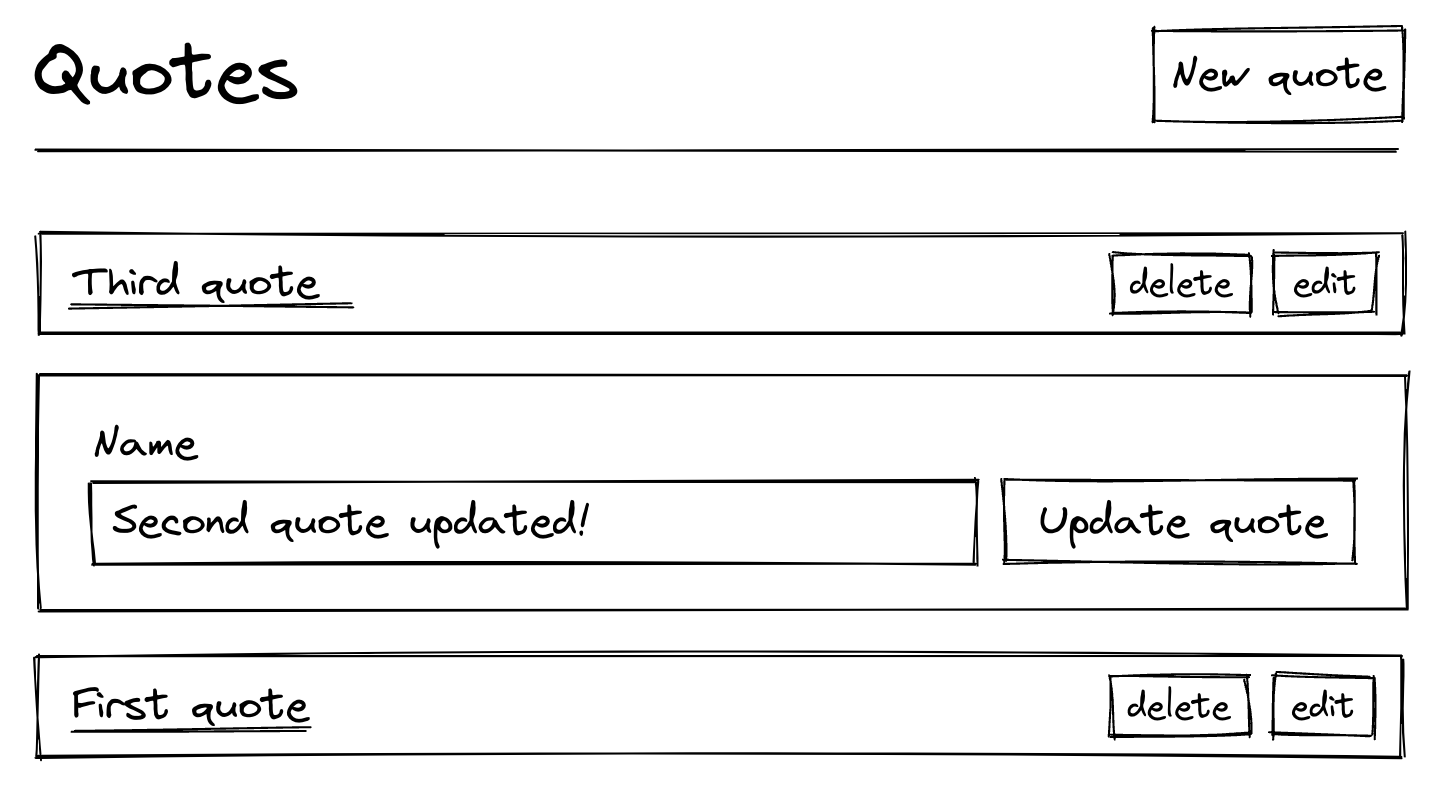 Quotes
New quote
Third quote
delete
edit
Name
Second quote updated!
Update quote
First quote
delete
edit